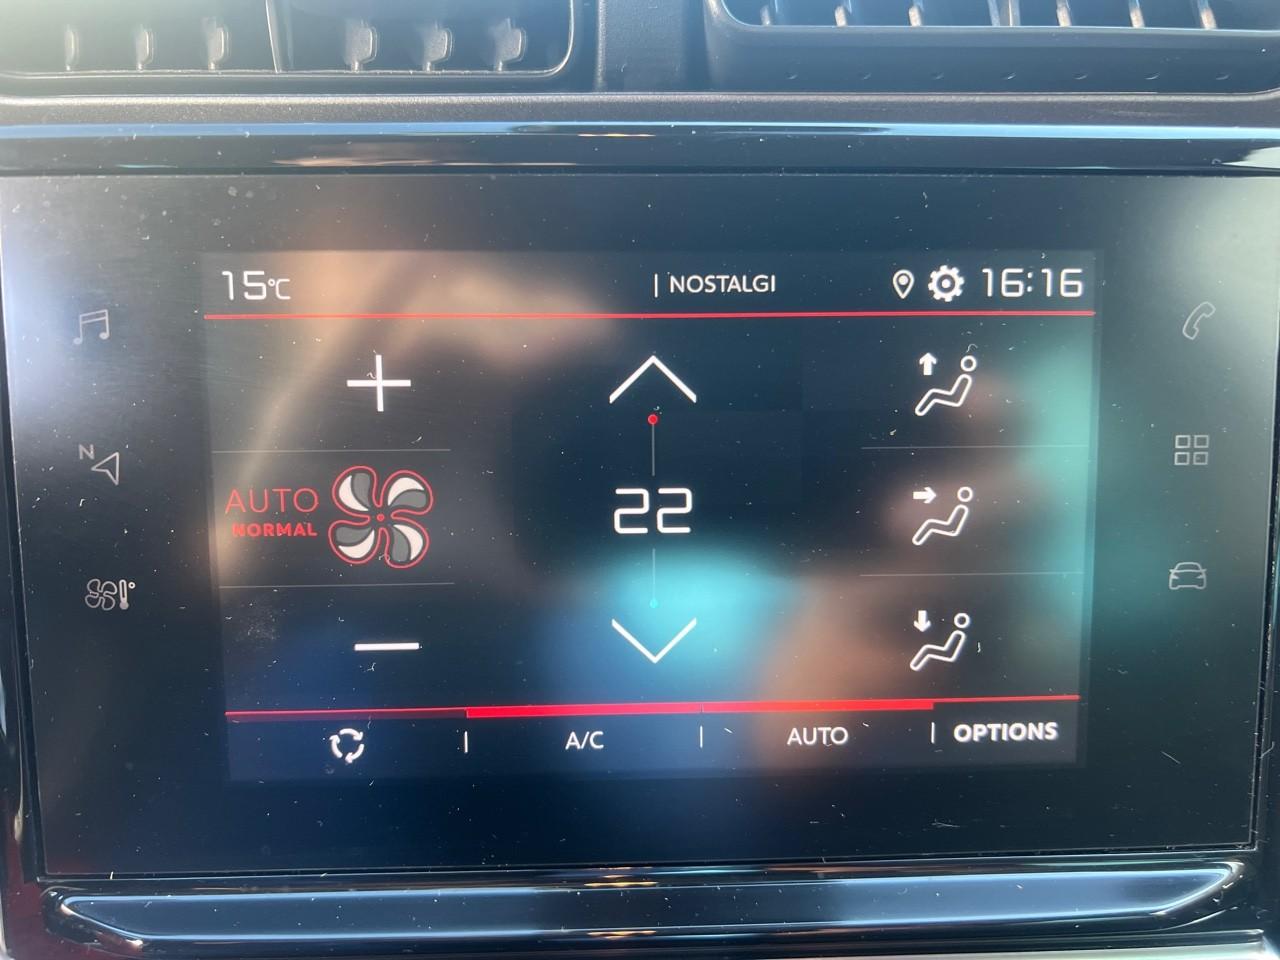 15°C
| NOSTALGI
16:16
N
AUTO
NORMAL
22
A/C
AUTO
OPTIONS